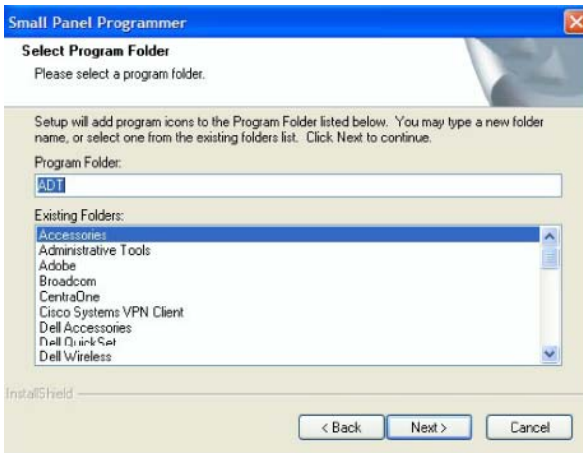 Small Panel Programmer
Select Program Folder
Please select a program folder.
Setup will add program icons to the Program Folder listed below. You may type a new folder
name, or select one from the existing folders list. Click Next to continue.
Program Folder:
ADT
Existing Folders:
Accessories
Administrative Tools
Adobe
Broadcom
CentraOne
Cisco Systems VPN Client
Dell Accessories
Dell QuickSet
Dell Wireless
InstallShield
< Back
Next >
Cancel